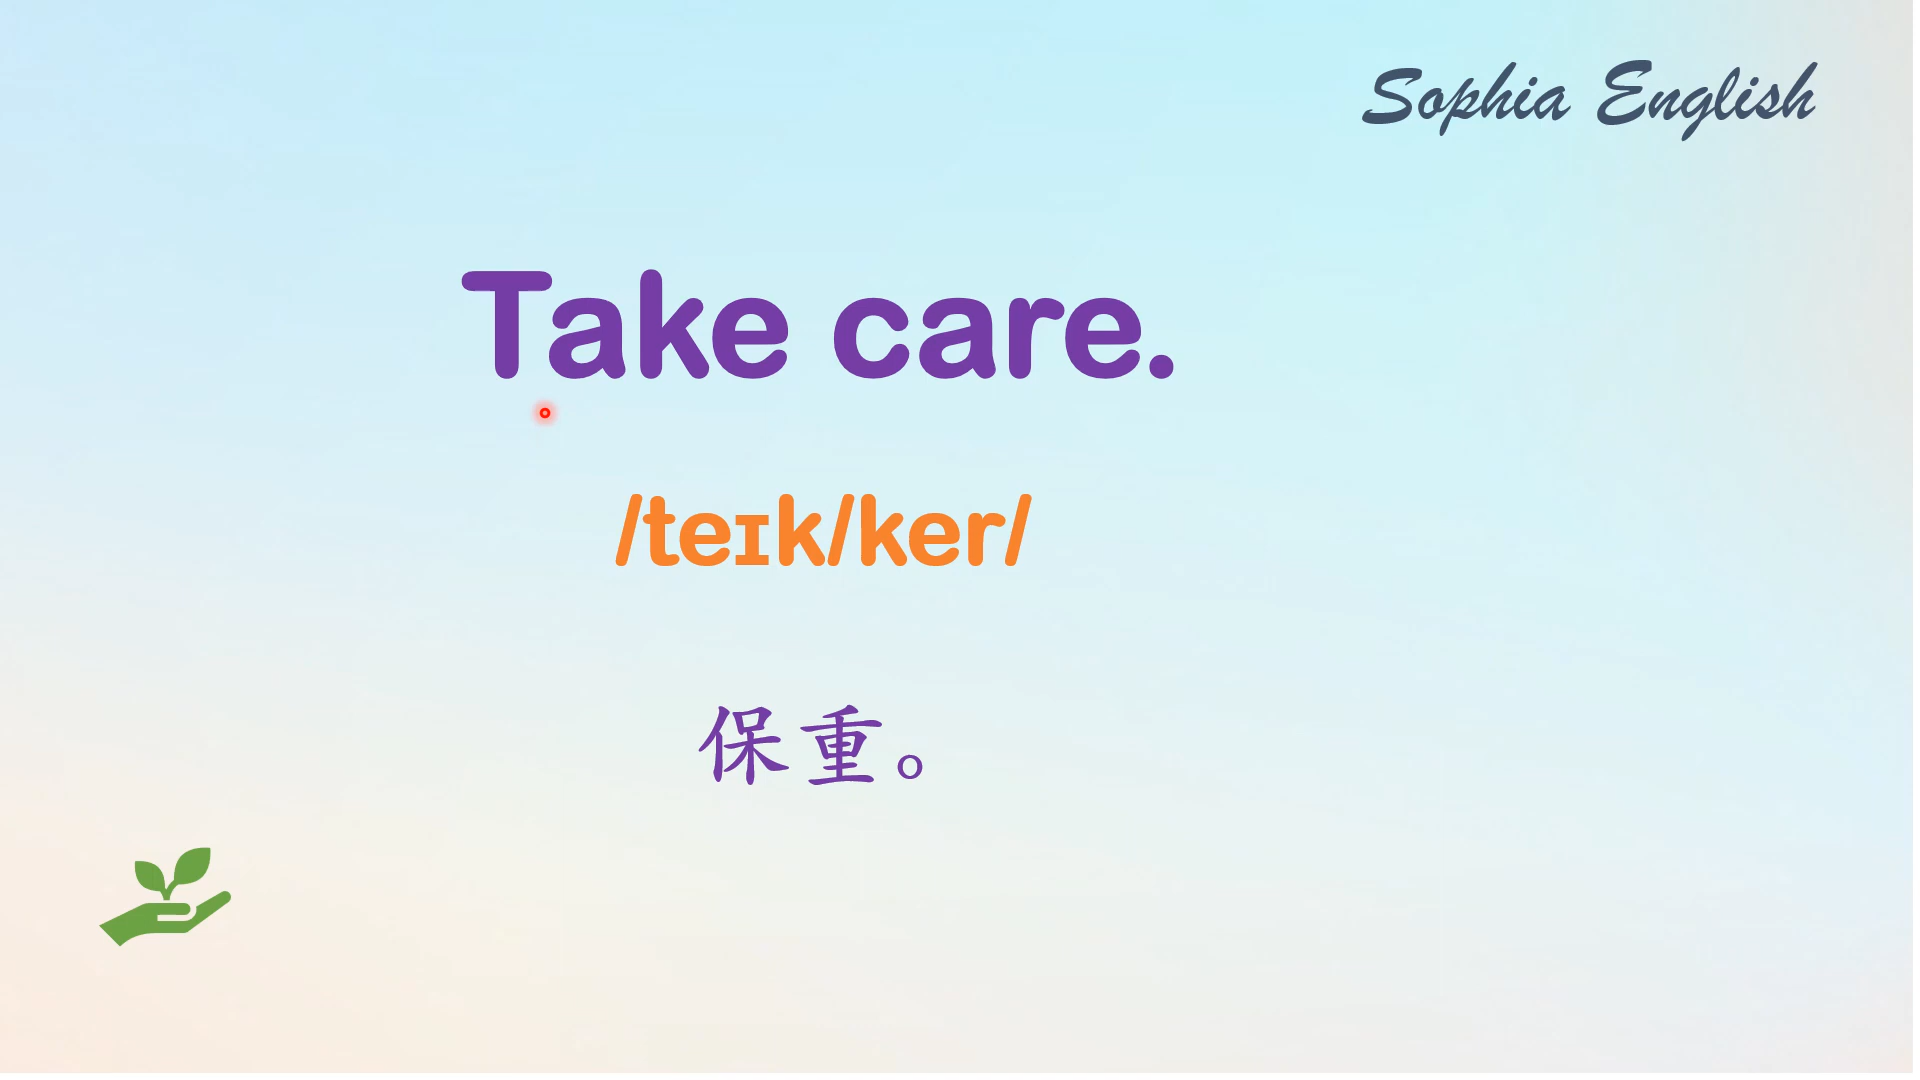 Sophia English
Take care.
/teɪk/ker/
保重。